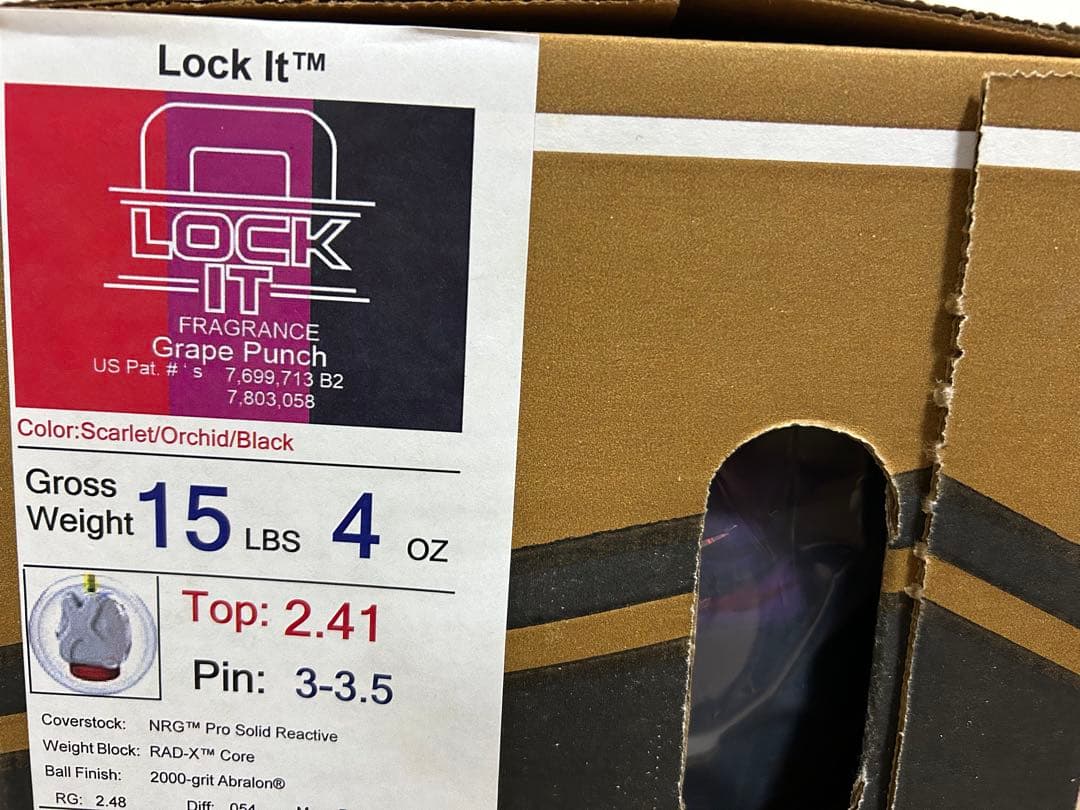 Lock It™
LOCK
IT
FRAGRANCE
Grape Punch
US Pat. #'s 7,699,713 B2
7,803,058
Color:Scarlet/Orchid/Black
Gross
Weight 15 LBS 4 OZ
Top: 2.41
Pin: 3-3.5
Coverstock: NRG™ Pro Solid Reactive
Weight Block: RAD-X™ Core
Ball Finish: 2000-grit Abralon®
RG: 2.48 Diff: .054